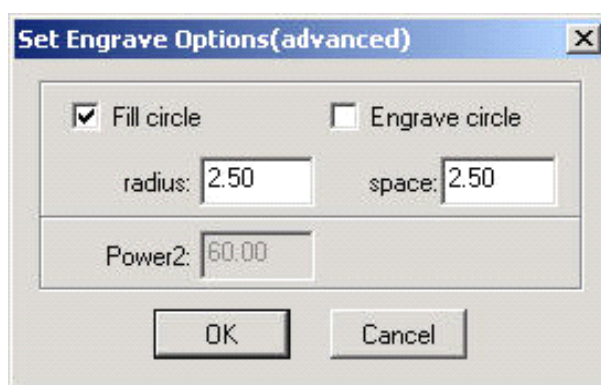 Set Engrave Options(advanced)
Fill circle Engrave circle
radius: 2.50 space: 2.50
Power2: 60.00
OK Cancel